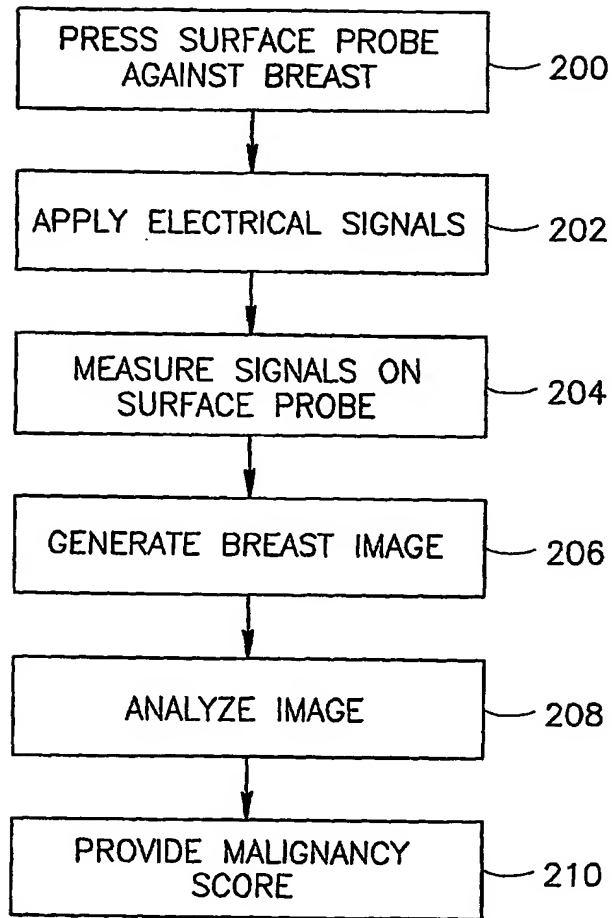 PRESS SURFACE PROBE
AGAINST BREAST
200
APPLY ELECTRICAL SIGNALS
202
MEASURE SIGNALS ON
SURFACE PROBE
204
GENERATE BREAST IMAGE
206
ANALYZE IMAGE
208
PROVIDE MALIGNANCY
SCORE
210